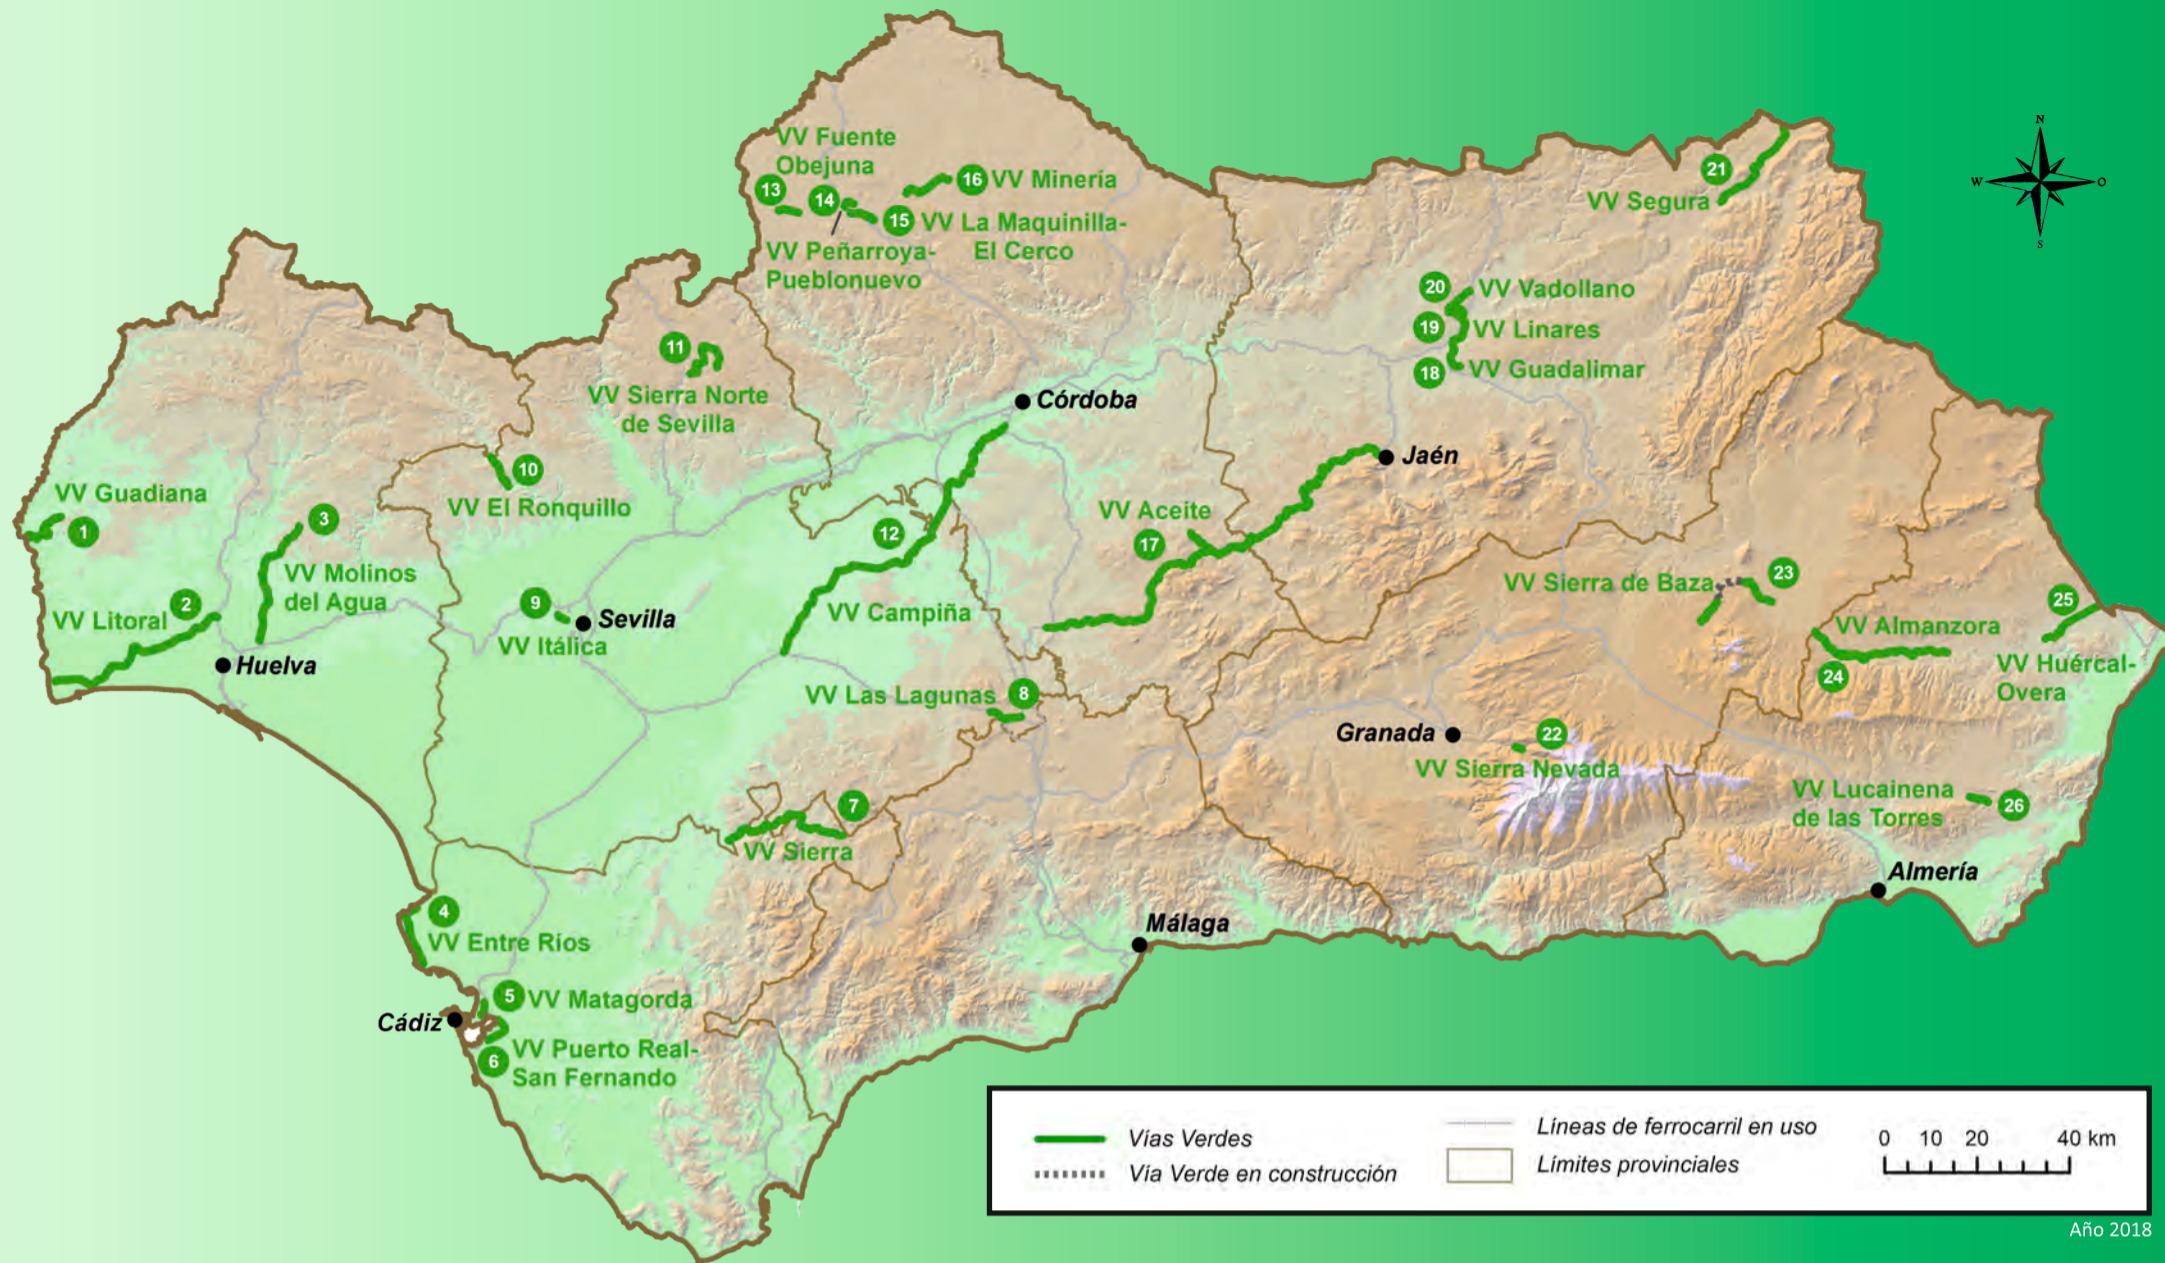 N
W
O
S
VV Fuente
Obejuna
13
14
16 VV Minería
15 VV La Maquinilla-
El Cerco
VV Peñarroya-
Pueblonuevo
21
VV Segura
20 VV Vadollano
19 VV Linares
18 VV Guadalimar
11
VV Sierra Norte
de Sevilla
Córdoba
10
VV El Ronquillo
VV Guadiana
1
3
VV Molinos
del Agua
2
VV Litoral
Huelva
9
VV Itálica
Sevilla
12
VV Campiña
VV Aceite
17
Jaén
VV Sierra de Baza
23
25
VV Almanzora
24
VV Huércal-
Overa
VV Las Lagunas 8
Granada
22
VV Sierra Nevada
VV Lucainena
de las Torres
26
7
VV Sierra
Almería
Málaga
4
VV Entre Ríos
5 VV Matagorda
Cádiz
6 VV Puerto Real-
San Fernando
Vías Verdes
Vía Verde en construcción
Líneas de ferrocarril en uso
Límites provinciales
0 10 20 40 km
Año 2018